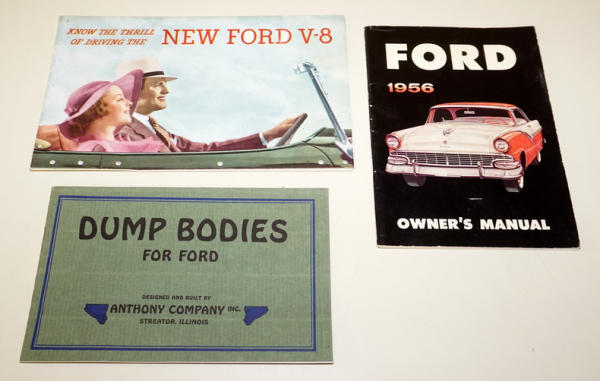 KNOW THE THRILL
OF DRIVING THE
NEW FORD V-8
FORD
1956
OWNER'S MANUAL
DUMP BODIES
FOR FORD
DESIGNED AND BUILT BY
ANTHONY COMPANY INC.
STREATOR, ILLINOIS